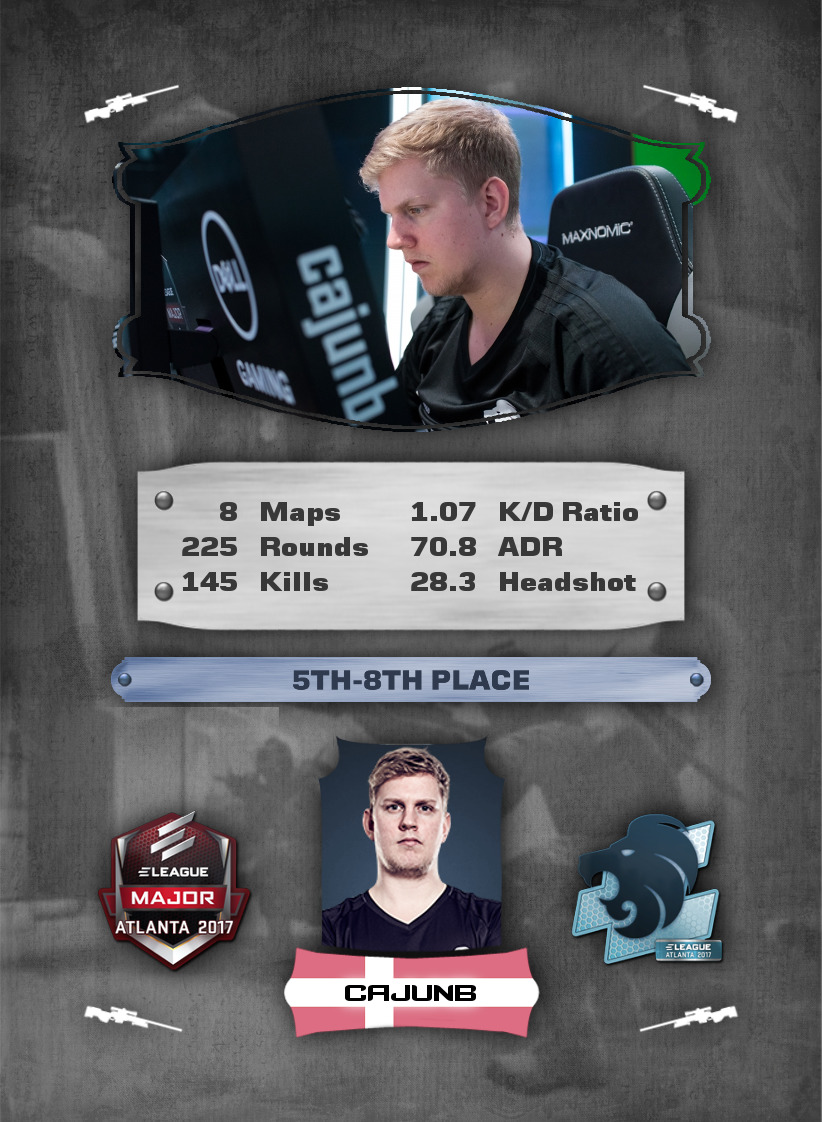 MAXNOMIC
DELL
GAMING
cajunb
MAJOR
8 Maps 1.07 K/D Ratio
225 Rounds 70.8 ADR
145 Kills 28.3 Headshot
5TH-8TH PLACE
ELEAGUE
MAJOR
ATLANTA 2017
ELEAGUE
ATLANTA 2017
CAJUNB